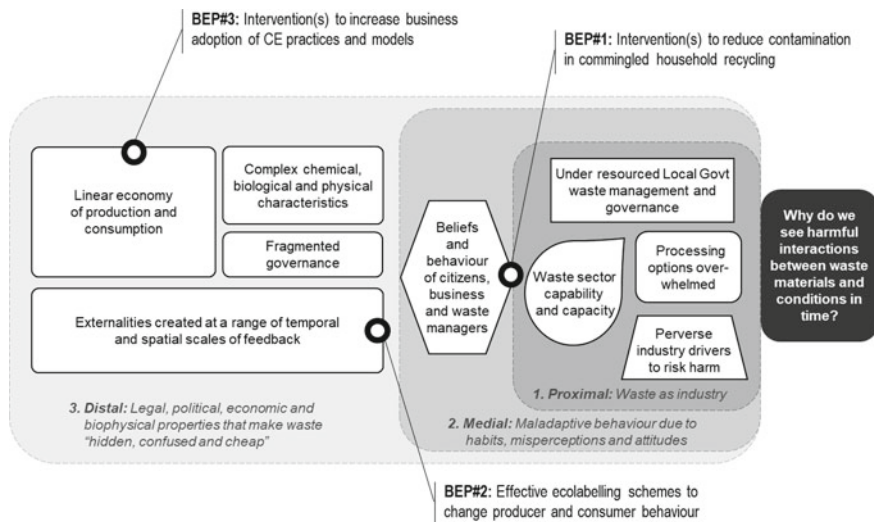 BEP#3: Intervention(s) to increase business
adoption of CE practices and models
BEP#1: Intervention(s) to reduce contamination
in commingled household recycling
Linear economy
of production and
consumption
Complex chemical,
biological and physical
characteristics
Fragmented
governance
Externalities created at a range of temporal
and spatial scales of feedback
Beliefs and
behaviour
of citizens,
business
and waste
managers
Under resourced Local Govt
waste management and
governance
Waste sector
capability
and capacity
Processing
options over-
whelmed
Perverse
industry drivers
to risk harm
Why do we
see harmful
interactions
between waste
materials and
conditions in
time?
1. Proximal: Waste as industry
2. Medial: Maladaptive behaviour due to
habits, misperceptions and attitudes
3. Distal: Legal, political, economic and
biophysical properties that make waste
“hidden, confused and cheap”
BEP#2: Effective ecolabelling schemes to
change producer and consumer behaviour